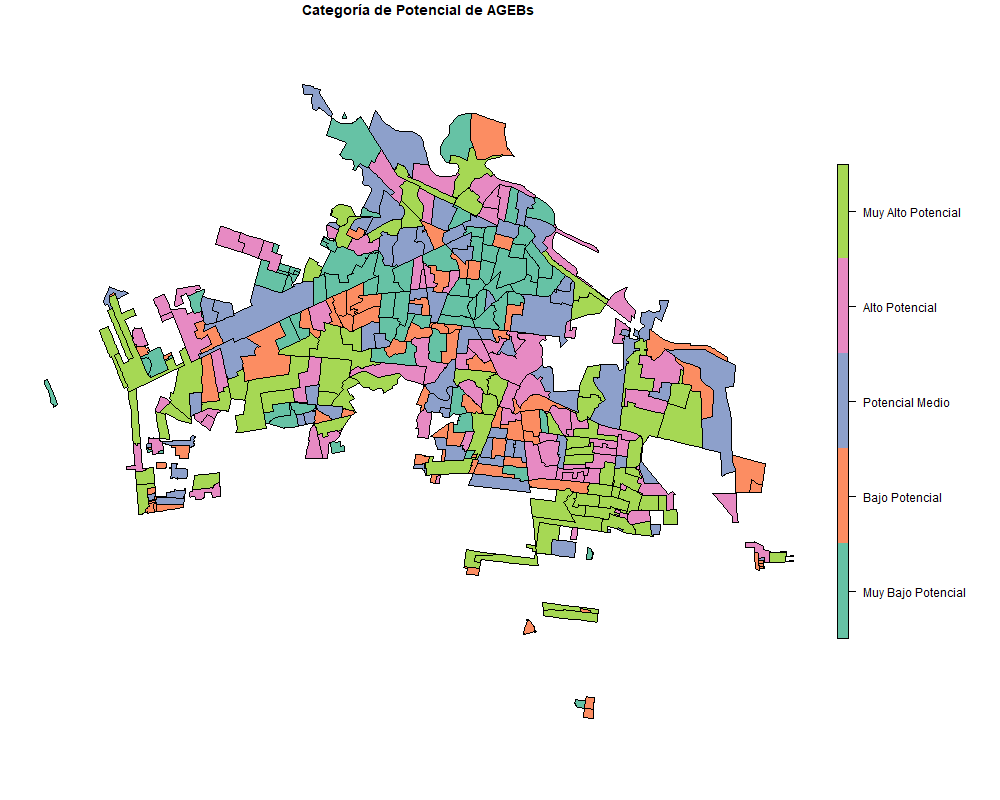 Categoría de Potencial de AGEBs
Muy Alto Potencial
Alto Potencial
Potencial Medio
Bajo Potencial
Muy Bajo Potencial